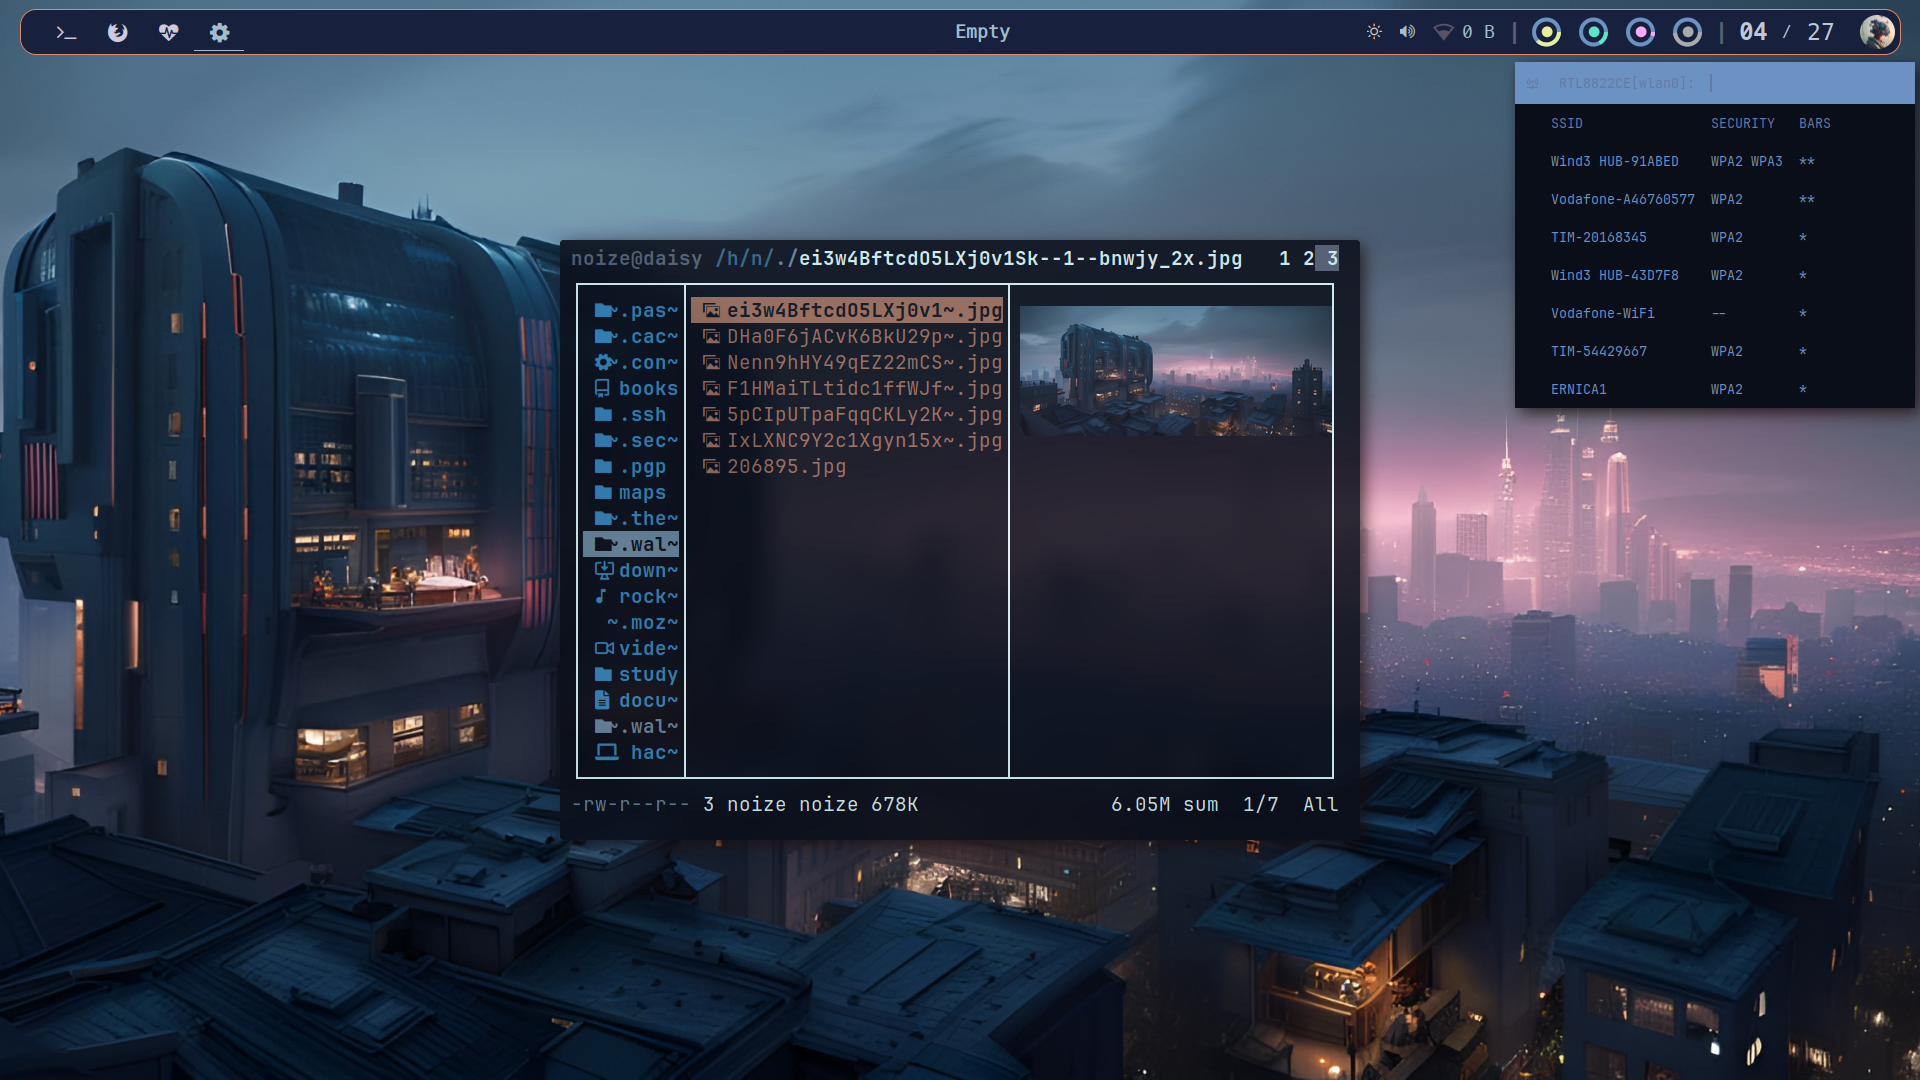 Empty
0 B | | 04 / 27
RTL8822CE[wlan0]:
SSID SECURITY BARS
Wind3 HUB-91ABED WPA2 WPA3 **
Vodafone-A46760577 WPA2 **
TIM-20168345 WPA2 *
Wind3 HUB-43D7F8 WPA2 *
Vodafone-WiFi -- *
TIM-54429667 WPA2 *
ERNICA1 WPA2 *
noize@daisy /h/n/./ei3w4BftcdO5LXj0v1Sk--1--bnwjy_2x.jpg 1 2 3
~.pas~
~.cac~
~.con~
books
.ssh
~.sec~
.pgp
maps
~.the~
~.wal~
down~
rock~
~.moz~
vide~
study
docu~
~.wal~
hac~
ei3w4BftcdO5LXj0v1~.jpg
DHa0F6jACvK6BkU29p~.jpg
Nenn9hHY49qEZ22mCS~.jpg
F1HMaiTLtidc1ffWJf~.jpg
5pCIpUTpaFqqCKLy2K~.jpg
IxLXNC9Y2c1Xgyn15x~.jpg
206895.jpg
-rw-r--r-- 3 noize noize 678K 6.05M sum 1/7 All